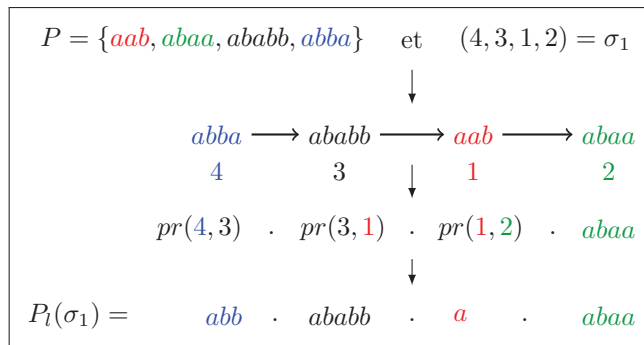 P = {aab, abaa, ababb, abba} et (4, 3, 1, 2) = σ₁
abba ababb aab abaa
4 3 1 2
pr(4, 3) . pr(3, 1) . pr(1, 2) . abaa
Pₗ(σ₁) = abb . ababb . a . abaa